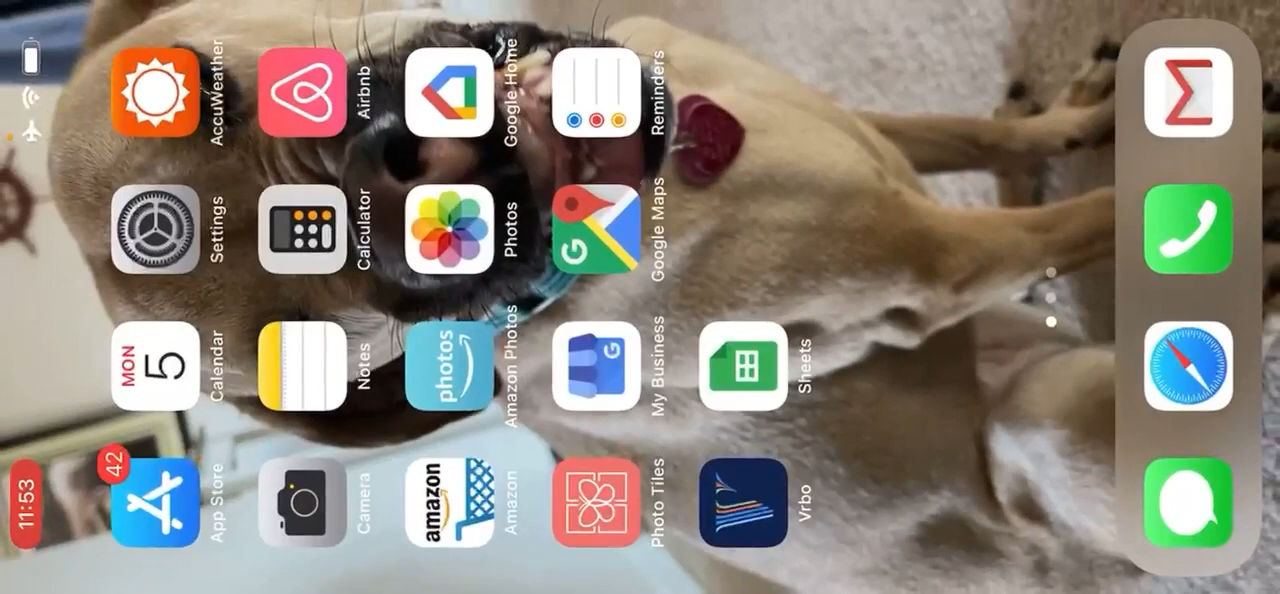 11:53
42
App Store
MON
5
Calendar
Settings
AccuWeather
Camera
Notes
Calculator
Airbnb
amazon
Amazon
photos
Amazon Photos
Photos
Google Home
Photo Tiles
G
My Business
G
Google Maps
Reminders
Vrbo
Sheets